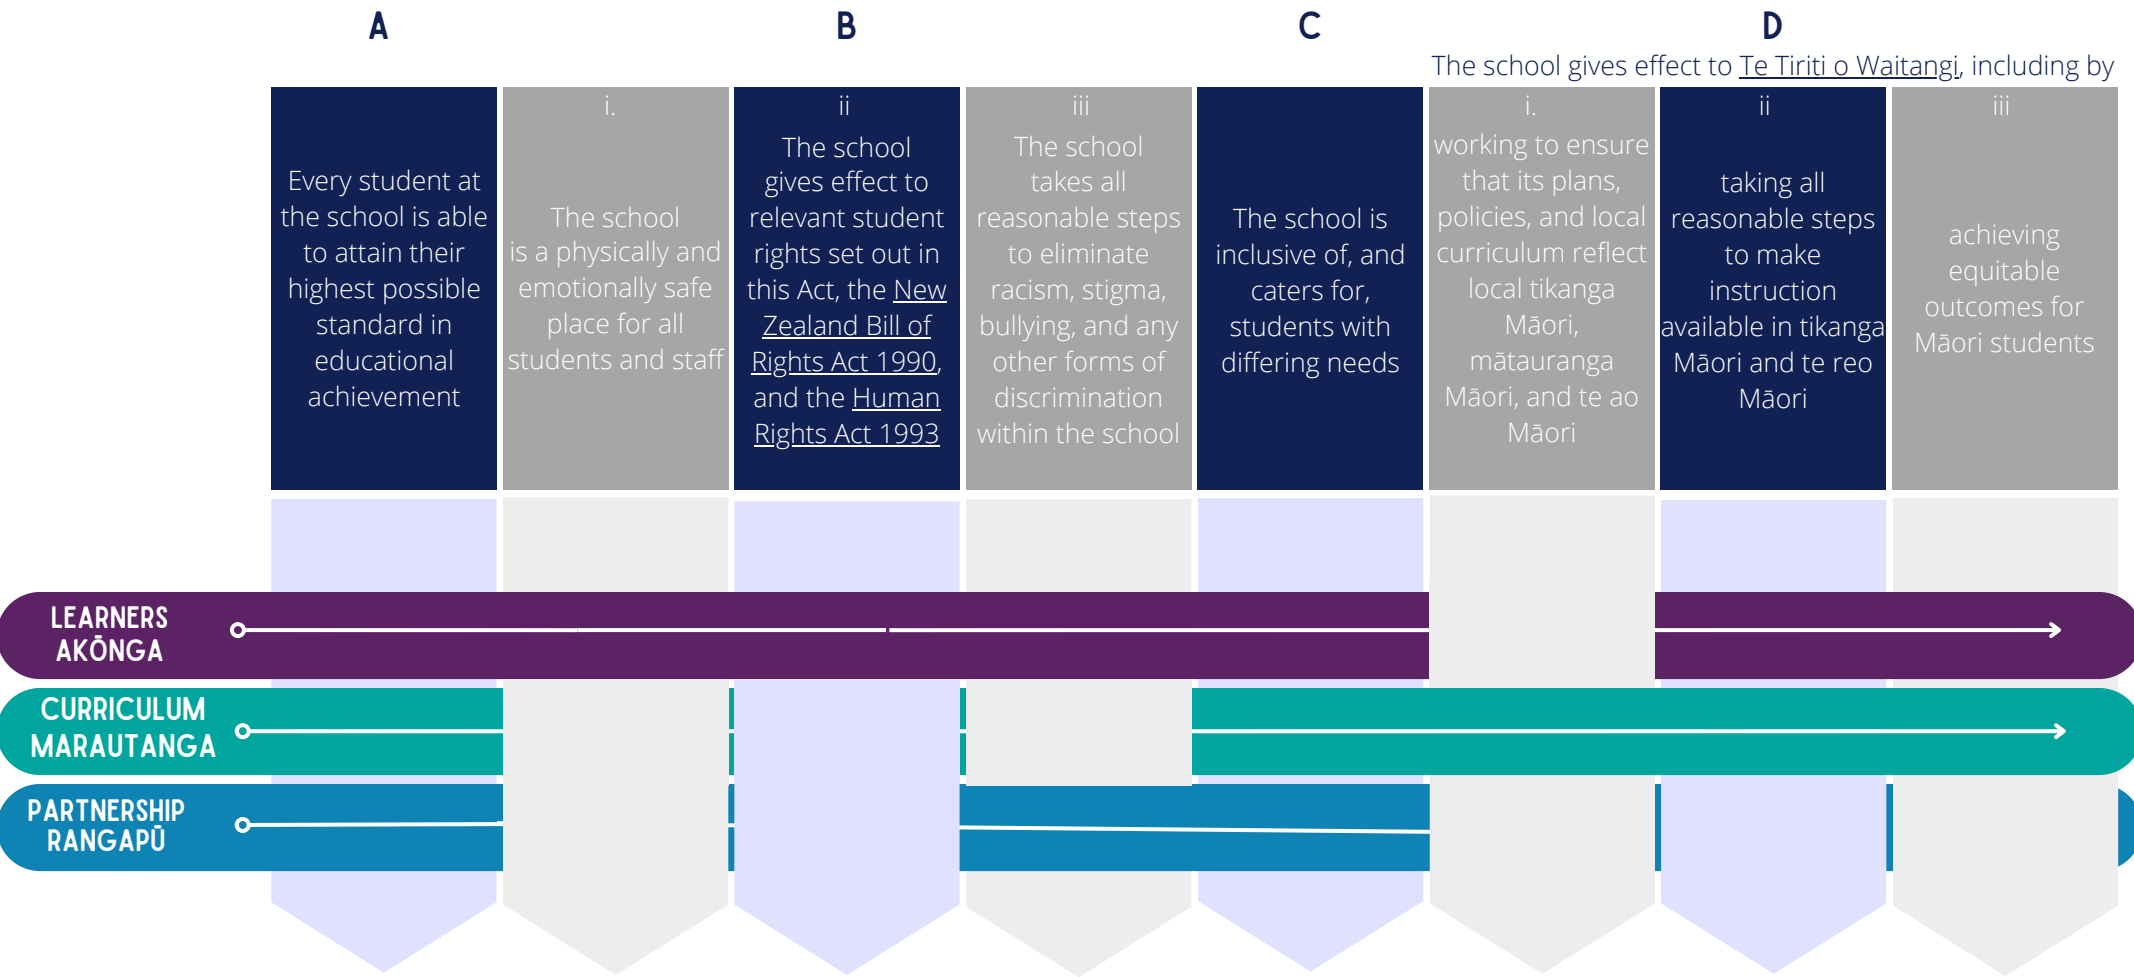 A
B
C
D
The school gives effect to Te Tiriti o Waitangi, including by
Every student at
the school is able
to attain their
highest possible
standard in
educational
achievement
i.
The school
is a physically and
emotionally safe
place for all
students and staff
ii
The school
gives effect to
relevant student
rights set out in
this Act, the New
Zealand Bill of
Rights Act 1990,
and the Human
Rights Act 1993
iii
The school
takes all
reasonable steps
to eliminate
racism, stigma,
bullying, and any
other forms of
discrimination
within the school
The school is
inclusive of, and
caters for,
students with
differing needs
i.
working to ensure
that its plans,
policies, and local
curriculum reflect
local tikanga
Māori,
mātauranga
Māori, and te ao
Māori
ii
taking all
reasonable steps
to make
instruction
available in tikanga
Māori and te reo
Māori
iii
achieving
equitable
outcomes for
Māori students
LEARNERS
AKŌNGA
CURRICULUM
MARAUTANGA
PARTNERSHIP
RANGAPŪ